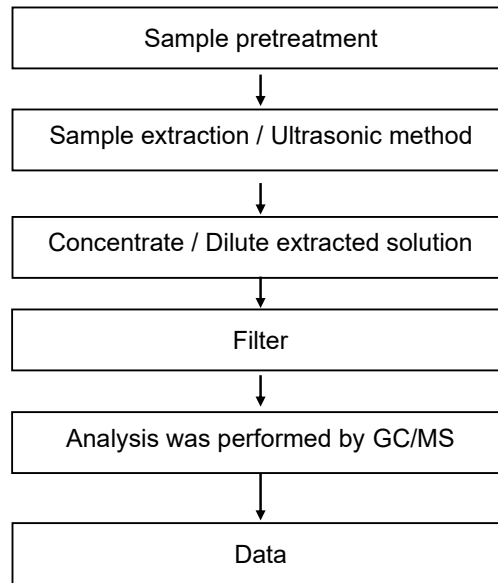 Sample pretreatment
Sample extraction / Ultrasonic method
Concentrate / Dilute extracted solution
Filter
Analysis was performed by GC/MS
Data